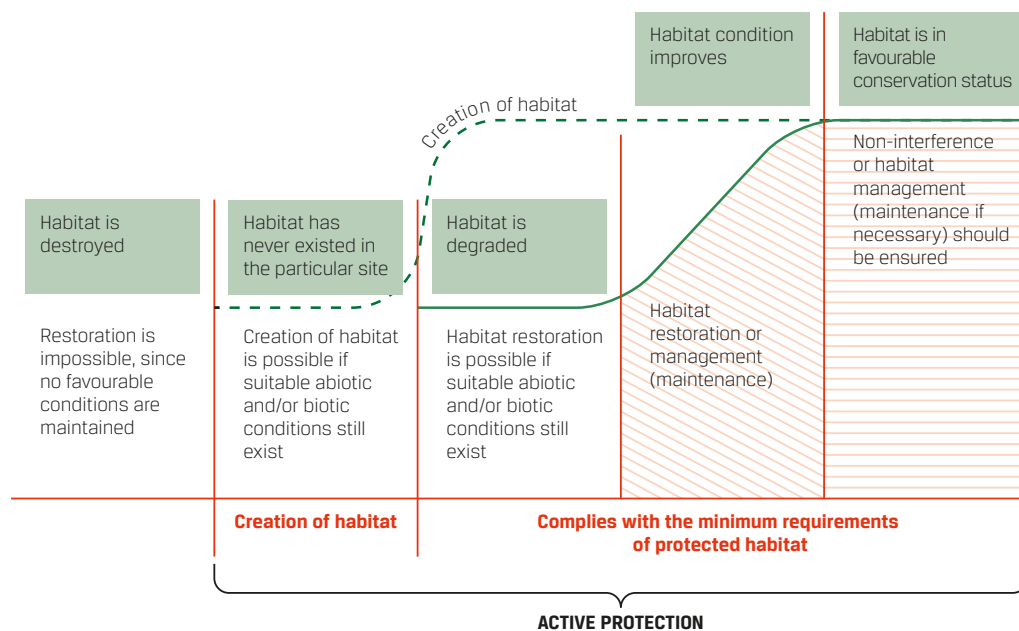 Habitat condition
improves
Habitat is in
favourable
conservation status
Creation of habitat
Non-interference
or habitat
management
(maintenance if
necessary) should
be ensured
Habitat is
destroyed
Habitat has
never existed in
the particular site
Habitat is
degraded
Restoration is
impossible, since
no favourable
conditions are
maintained
Creation of habitat
is possible if
suitable abiotic
and/or biotic
conditions still
exist
Habitat restoration
is possible if
suitable abiotic
and/or biotic
conditions still
exist
Habitat
restoration or
management
(maintenance)
Creation of habitat
Complies with the minimum requirements
of protected habitat
ACTIVE PROTECTION